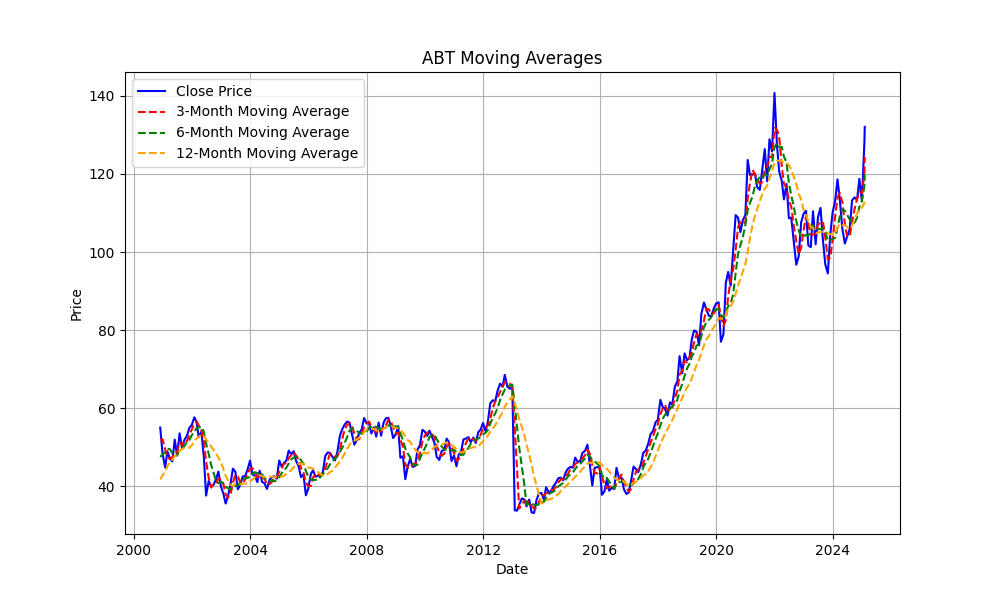 ABT Moving Averages
Close Price
3-Month Moving Average
6-Month Moving Average
12-Month Moving Average
140
120
100
80
60
40
Price
2000 2004 2008 2012 2016 2020 2024
Date